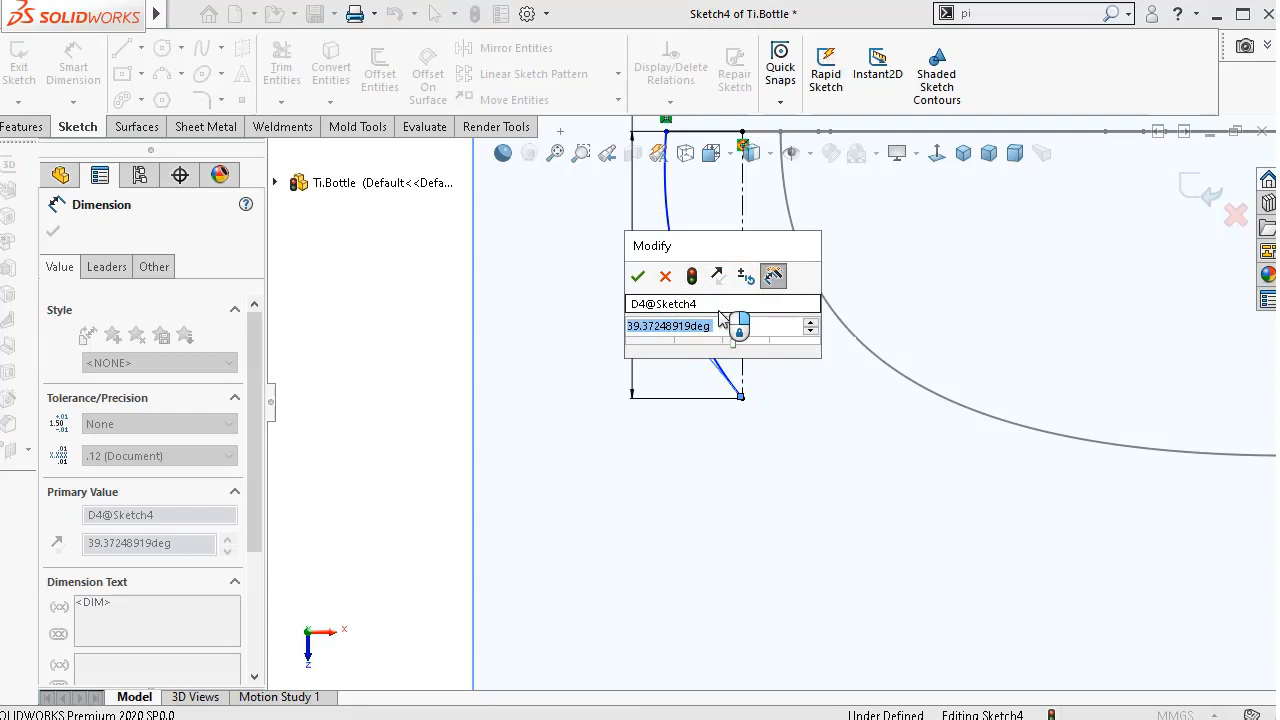 SOLIDWORKS
Sketch4 of Ti.Bottle *
pi
Exit Sketch
Smart Dimension
Trim Entities
Convert Entities
Offset Entities
Offset On Surface
Mirror Entities
Linear Sketch Pattern
Move Entities
Display/Delete Relations
Repair Sketch
Quick Snaps
Rapid Sketch
Instant2D
Shaded Sketch Contours
Features
Sketch
Surfaces
Sheet Metal
Weldments
Mold Tools
Evaluate
Render Tools
Ti.Bottle (Default<<Defa...
Dimension
Value
Leaders
Other
Style
<NONE>
Tolerance/Precision
None
.12 (Document)
Primary Value
D4@Sketch4
39.37248919deg
Dimension Text
<DIM>
Modify
D4@Sketch4
39.37248919deg
x
z
Model
3D Views
Motion Study 1
SOLIDWORKS Premium 2020 SP0.0
Under Defined
Editing Sketch4
MMGS